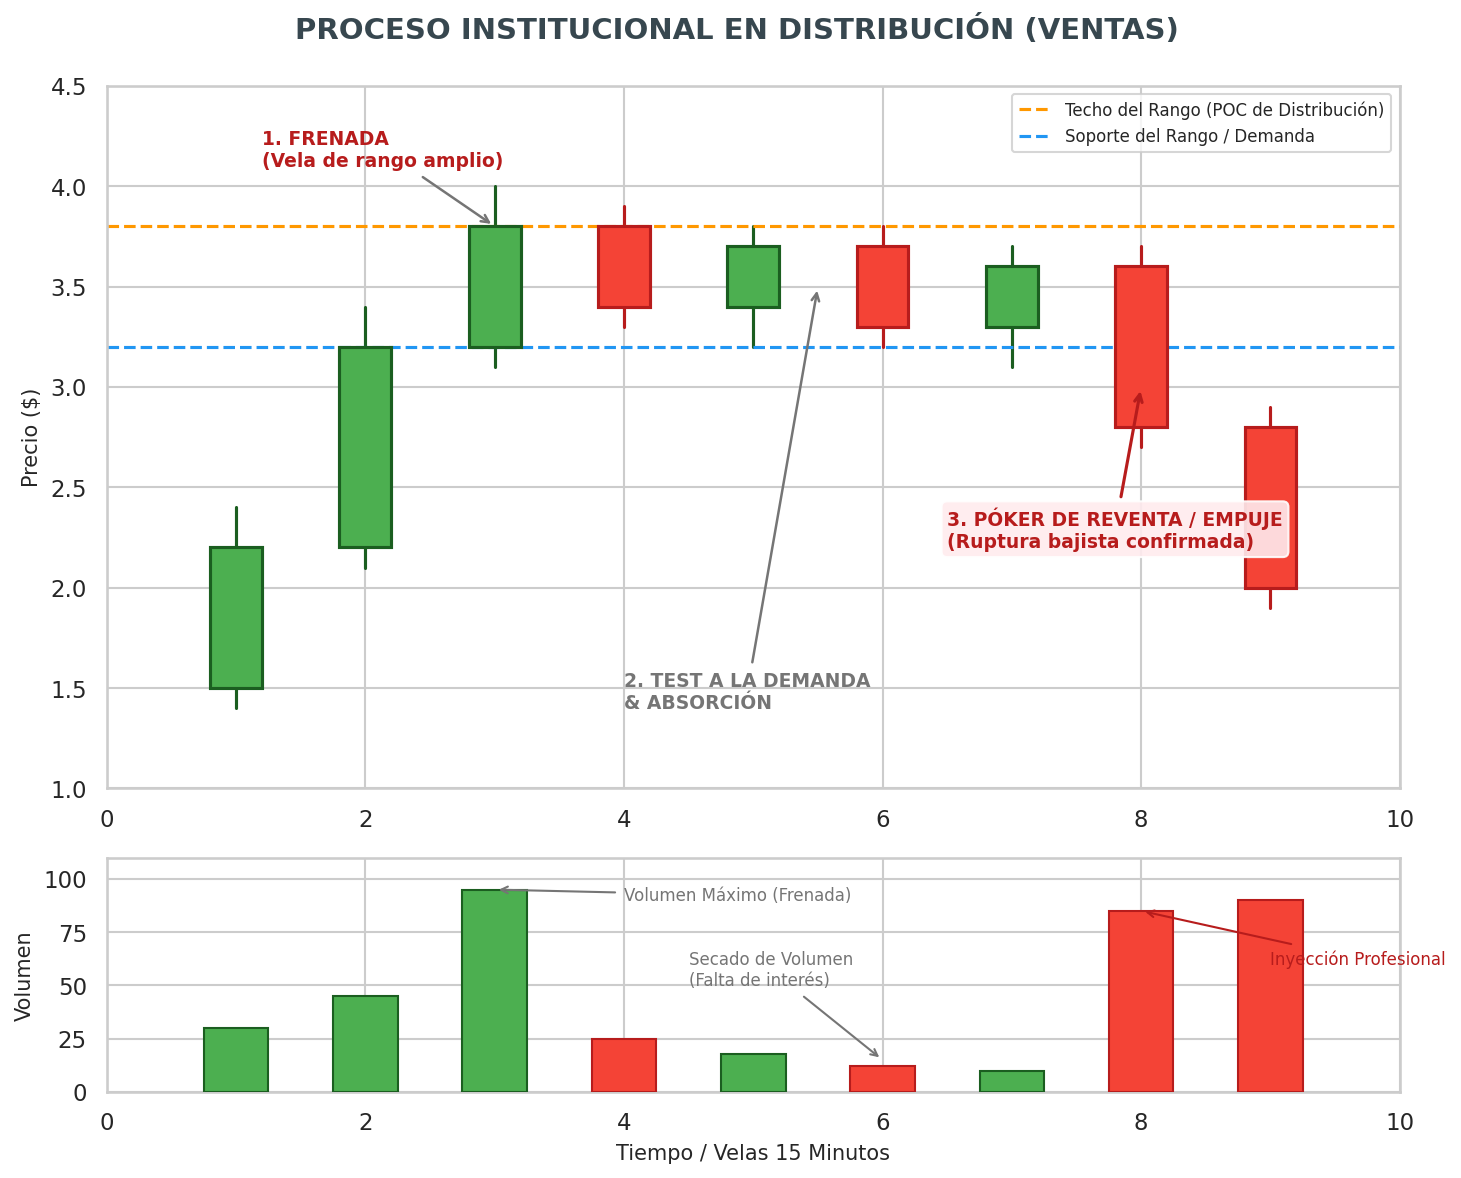 PROCESO INSTITUCIONAL EN DISTRIBUCIÓN (VENTAS)
4.5
4.0
3.5
3.0
2.5
2.0
1.5
1.0
Precio ($)
Techo del Rango (POC de Distribución)
Soporte del Rango / Demanda
1. FRENADA
(Vela de rango amplio)
2. TEST A LA DEMANDA
& ABSORCIÓN
3. PÓKER DE REVENTA / EMPUJE
(Ruptura bajista confirmada)
0 2 4 6 8 10
100
75
50
25
0
Volumen
Volumen Máximo (Frenada)
Secado de Volumen
(Falta de interés)
Inyección Profesional
0 2 4 6 8 10
Tiempo / Velas 15 Minutos